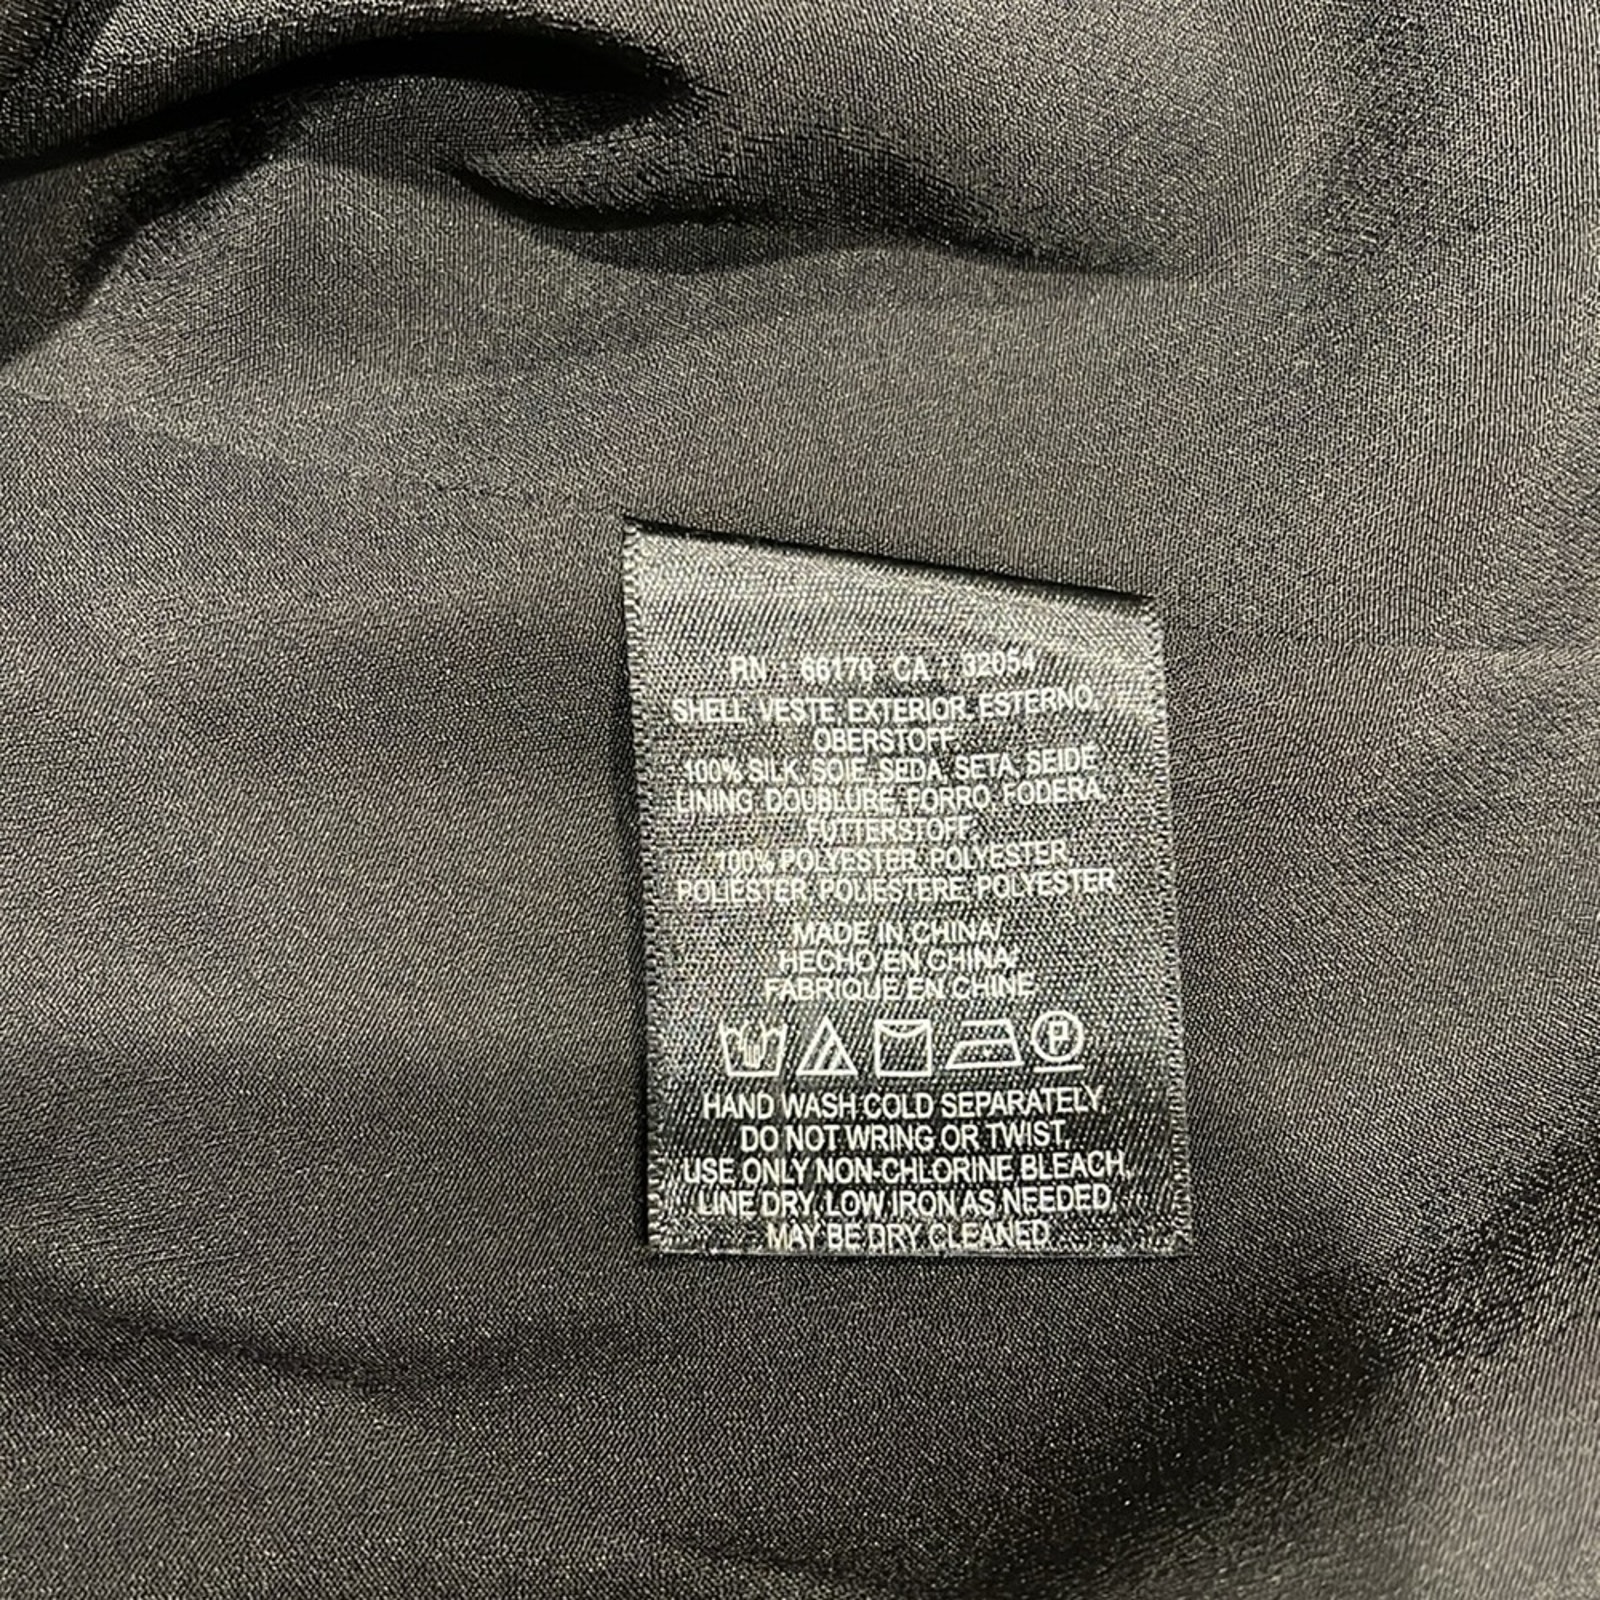 RN : 66170 CA : 32054
SHELL, VESTE, EXTERIOR, ESTERNO,
OBERSTOFF:
100% SILK, SOIE, SEDA, SETA, SEIDE
LINING, DOUBLURE, FORRO, FODERA,
FUTTERSTOFF:
100% POLYESTER, POLYESTER,
POLIESTER, POLIESTERE, POLYESTER
MADE IN CHINA/
HECHO EN CHINA/
FABRIQUE EN CHINE
P
HAND WASH COLD SEPARATELY,
DO NOT WRING OR TWIST,
USE ONLY NON-CHLORINE BLEACH,
LINE DRY, LOW IRON AS NEEDED,
MAY BE DRY CLEANED